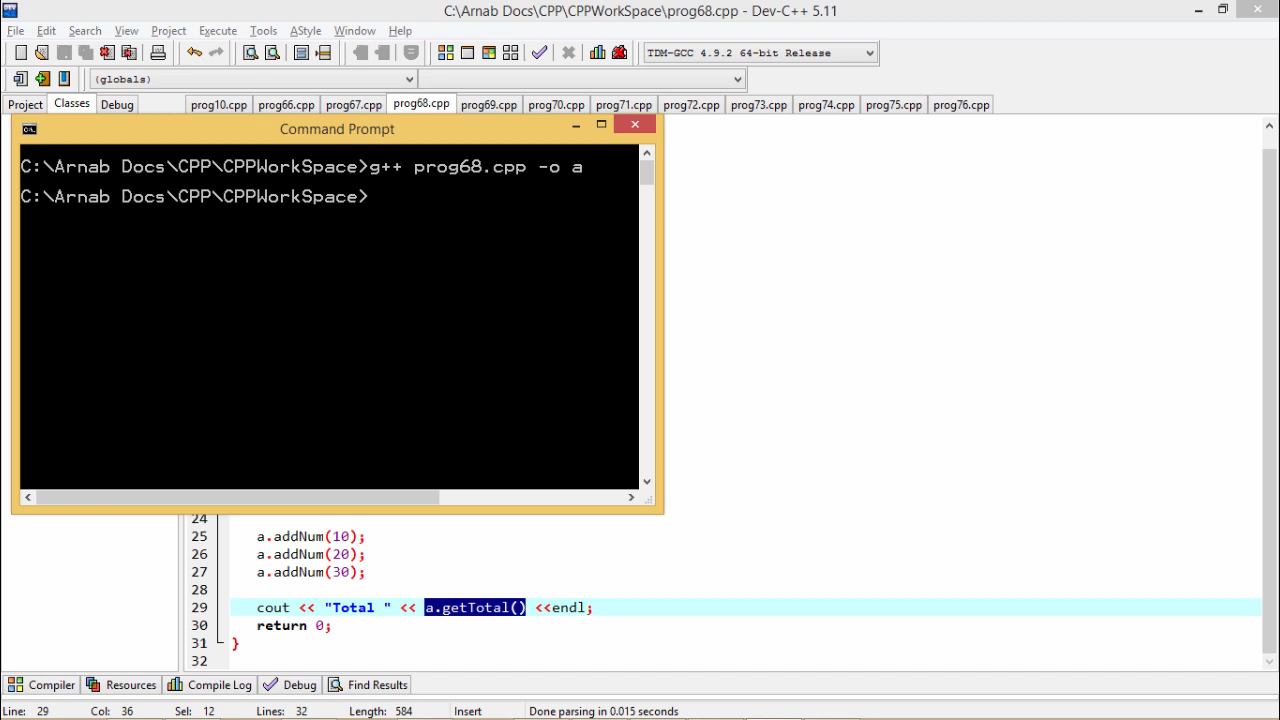 C:\Arnab Docs\CPP\CPPWorkSpace\prog68.cpp - Dev-C++ 5.11
File Edit Search View Project Execute Tools AStyle Window Help
TDM-GCC 4.9.2 64-bit Release
(globals)
Project Classes Debug prog10.cpp prog66.cpp prog67.cpp prog68.cpp prog69.cpp prog70.cpp prog71.cpp prog72.cpp prog73.cpp prog74.cpp prog75.cpp prog76.cpp
Command Prompt
C:\Arnab Docs\CPP\CPPWorkSpace>g++ prog68.cpp -o a
C:\Arnab Docs\CPP\CPPWorkSpace>
24
25 a.addNum(10);
26 a.addNum(20);
27 a.addNum(30);
28
29 cout << "Total " << a.getTotal() <<endl;
30 return 0;
31 }
32
Compiler Resources Compile Log Debug Find Results
Line: 29 Col: 36 Sel: 12 Lines: 32 Length: 584 Insert Done parsing in 0.015 seconds